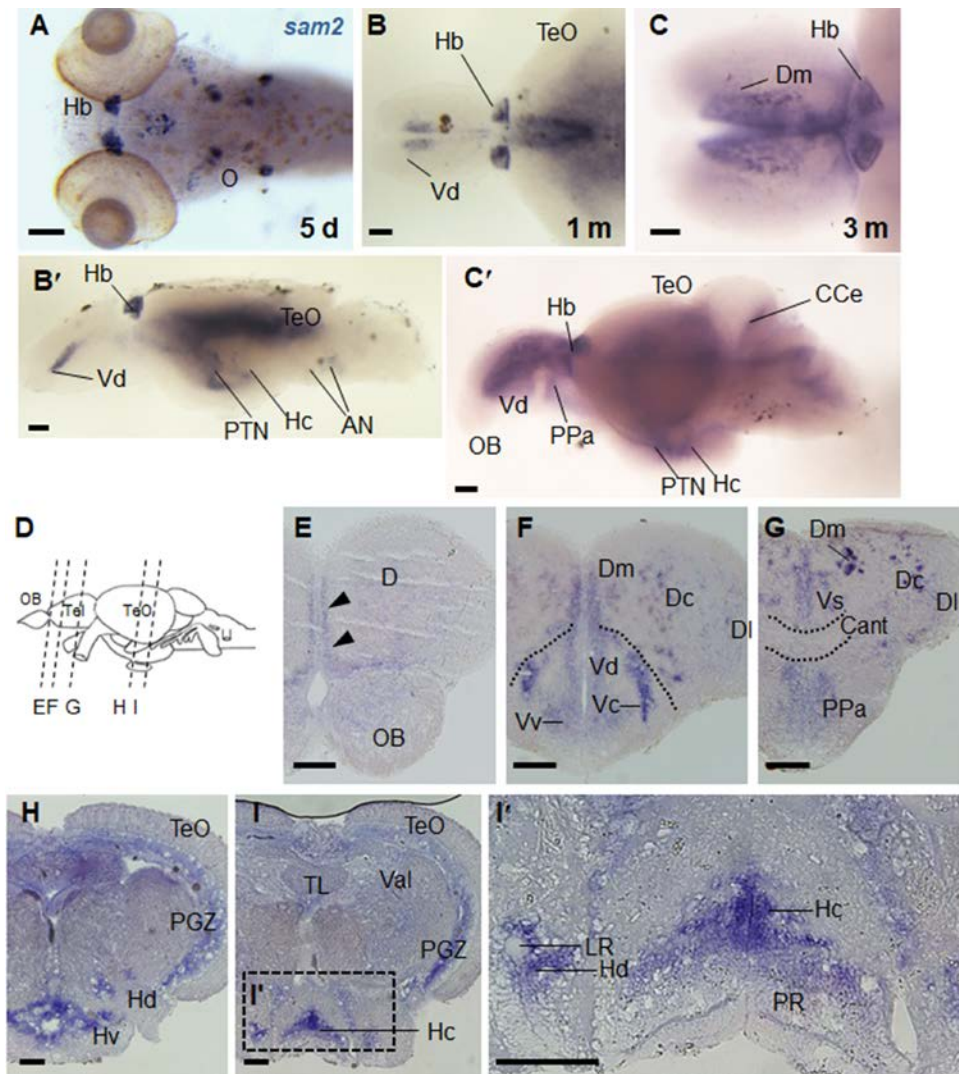 A
sam2
Hb
O
5 d
B
Hb
TeO
Vd
1 m
C
Dm
Hb
3 m
B′
Hb
TeO
Vd
PTN
Hc
AN
C′
TeO
CCe
Hb
Vd
OB
PPa
PTN
Hc
D
OB
Tel
TeO
E F G H I
E
D
OB
F
Dm
Dc
Dl
Vd
Vv
Vc
G
Dm
Dc
Dl
Vs
Cant
PPa
H
TeO
PGZ
Hd
Hv
I
TeO
TL
Val
PGZ
I'
Hc
I′
Hc
LR
Hd
PR